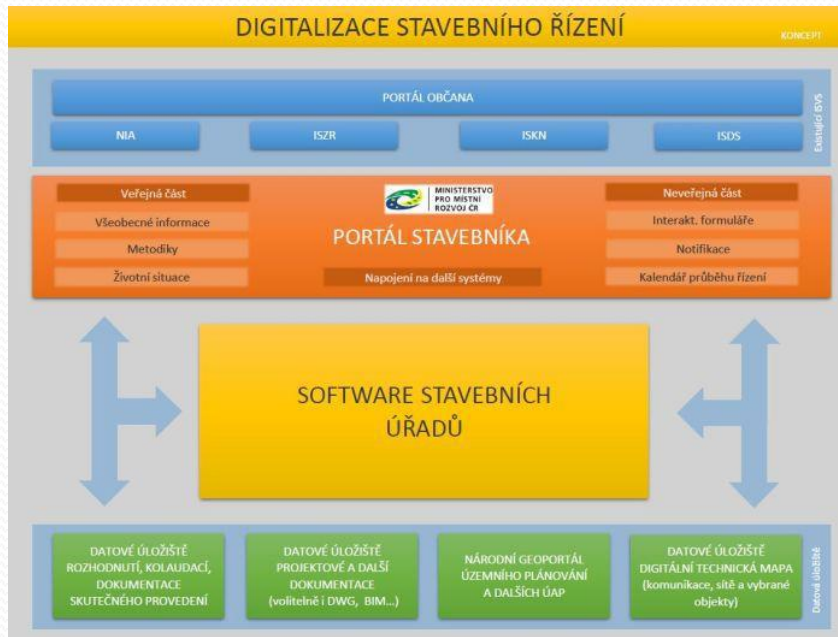 DIGITALIZACE STAVEBNÍHO ŘÍZENÍ
KONCEPT
PORTÁL OBČANA
NIA
ISZR
ISKN
ISDS
Existující ISVS
Veřejná část
Všeobecné informace
Metodiky
Životní situace
MINISTERSTVO
PRO MÍSTNÍ
ROZVOJ ČR
PORTÁL STAVEBNÍKA
Napojení na další systémy
Neveřejná část
Interakt. formuláře
Notifikace
Kalendář průběhu řízení
SOFTWARE STAVEBNÍCH
ÚŘADŮ
DATOVÉ ÚLOŽIŠTĚ
ROZHODNUTÍ, KOLAUDACÍ,
DOKUMENTACE
SKUTEČNÉHO PROVEDENÍ
DATOVÉ ÚLOŽIŠTĚ
PROJEKTOVÉ A DALŠÍ
DOKUMENTACE
(volitelně i DWG, BIM...)
NÁRODNÍ GEOPORTÁL
ÚZEMNÍHO PLÁNOVÁNÍ
A DALŠÍCH ÚAP
DATOVÉ ÚLOŽIŠTĚ
DIGITÁLNÍ TECHNICKÁ MAPA
(komunikace, sítě a vybrané
objekty)
Datová úložiště